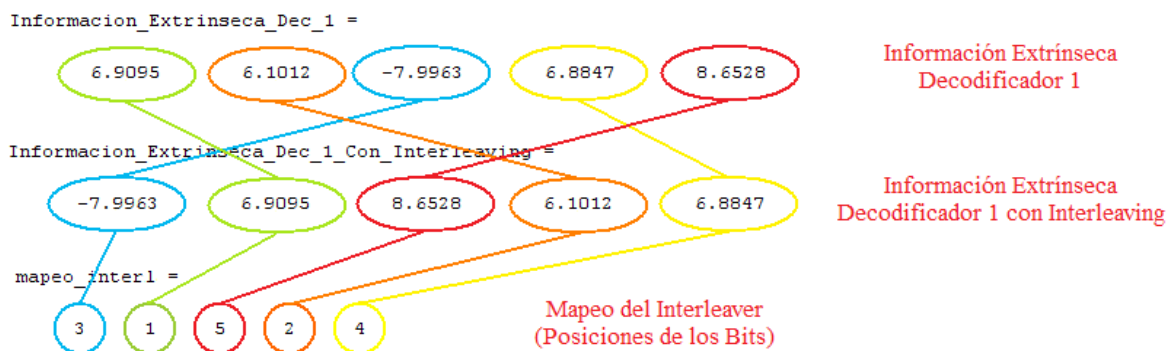 Informacion_Extrinseca_Dec_1 =
6.9095 6.1012 -7.9963 6.8847 8.6528
Información Extrínseca
Decodificador 1
Informacion_Extrinseca_Dec_1_Con_Interleaving =
-7.9963 6.9095 8.6528 6.1012 6.8847
Información Extrínseca
Decodificador 1 con Interleaving
mapeo_interl =
3 1 5 2 4
Mapeo del Interleaver
(Posiciones de los Bits)